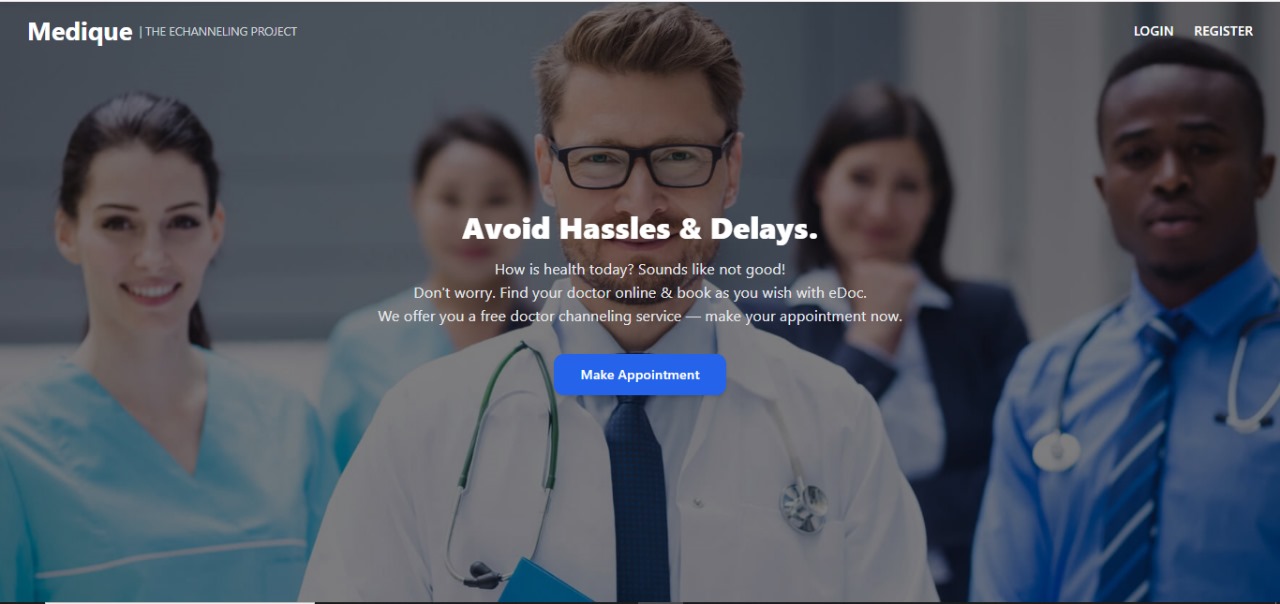 Medique | THE ECHANNELING PROJECT
LOGIN REGISTER
Avoid Hassles & Delays.
How is health today? Sounds like not good!
Don't worry. Find your doctor online & book as you wish with eDoc.
We offer you a free doctor channeling service — make your appointment now.
Make Appointment